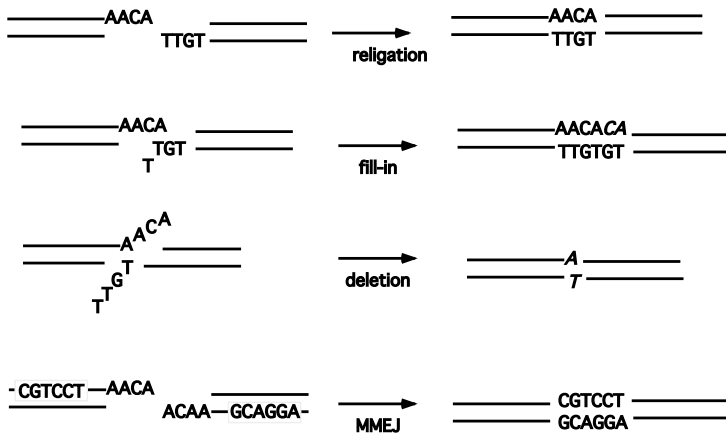 AACA
TTGT
religation
AACA
TTGT
AACA
TGT
T
fill-in
AACACA
TTGTGT
A A C A
T
G
T
T
deletion
A
T
CGTCCT AACA
ACAA GCAGGA
MMEJ
CGTCCT
GCAGGA